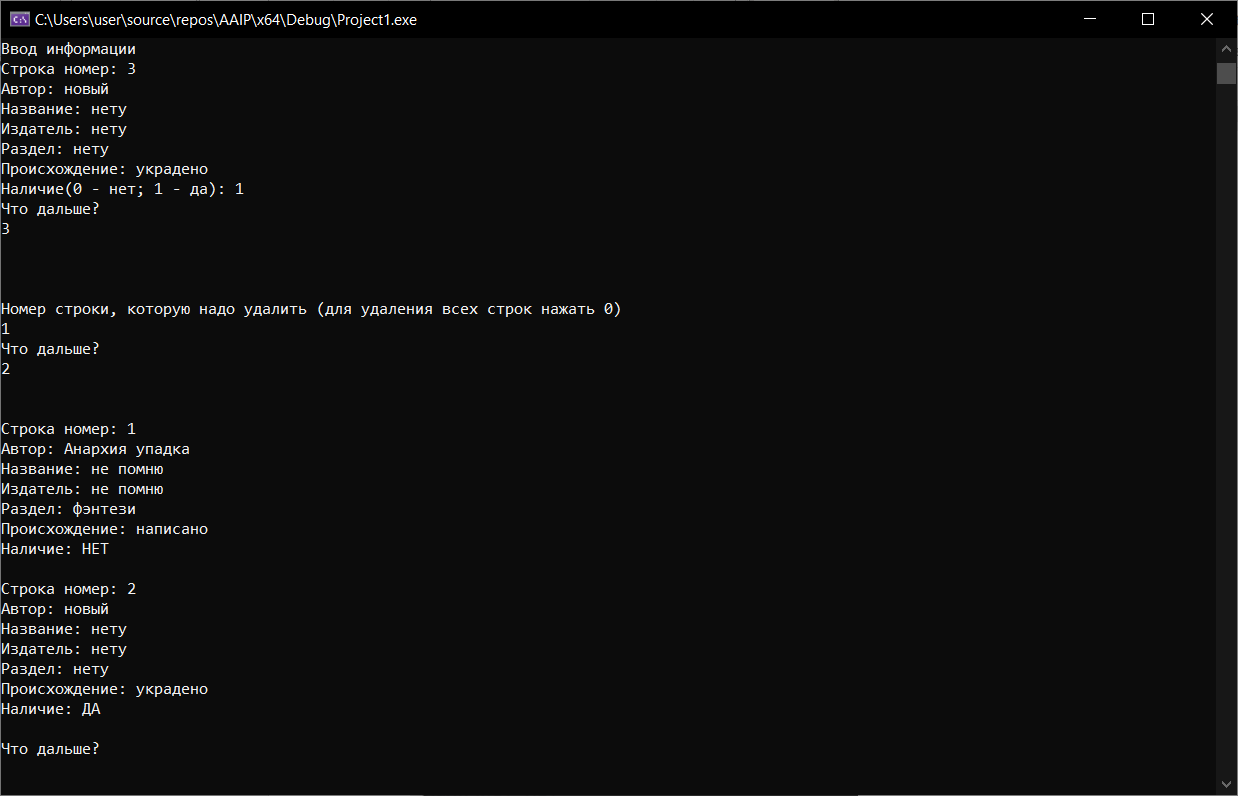 C:\Users\user\source\repos\AAIP\x64\Debug\Project1.exe
Ввод информации
Строка номер: 3
Автор: новый
Название: нету
Издатель: нету
Раздел: нету
Происхождение: украдено
Наличие(0 - нет; 1 - да): 1
Что дальше?
3
Номер строки, которую надо удалить (для удаления всех строк нажать 0)
1
Что дальше?
2
Строка номер: 1
Автор: Анархия упадка
Название: не помню
Издатель: не помню
Раздел: фэнтези
Происхождение: написано
Наличие: НЕТ
Строка номер: 2
Автор: новый
Название: нету
Издатель: нету
Раздел: нету
Происхождение: украдено
Наличие: ДА
Что дальше?